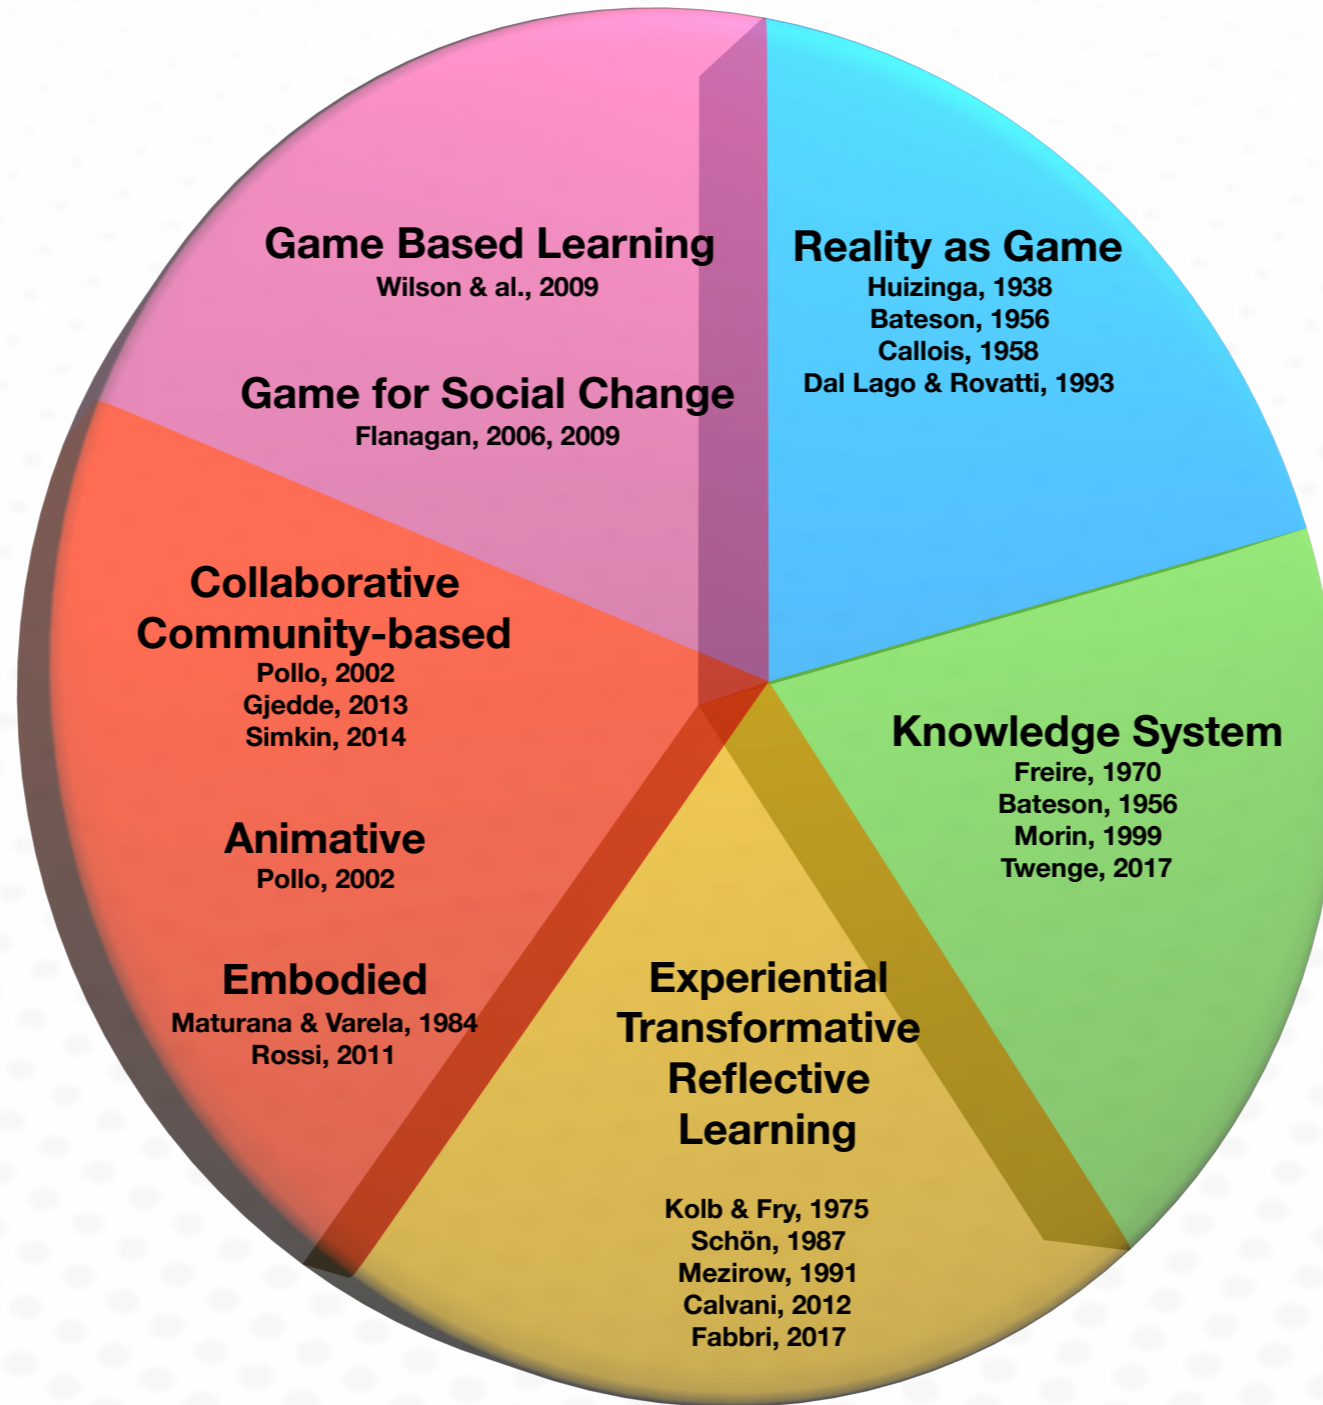 Game Based Learning
Wilson & al., 2009
Game for Social Change
Flanagan, 2006, 2009
Reality as Game
Huizinga, 1938
Bateson, 1956
Callois, 1958
Dal Lago & Rovatti, 1993
Collaborative
Community-based
Pollo, 2002
Gjedde, 2013
Simkin, 2014
Animative
Pollo, 2002
Embodied
Maturana & Varela, 1984
Rossi, 2011
Knowledge System
Freire, 1970
Bateson, 1956
Morin, 1999
Twenge, 2017
Experiential
Transformative
Reflective
Learning
Kolb & Fry, 1975
Schön, 1987
Mezirow, 1991
Calvani, 2012
Fabbri, 2017